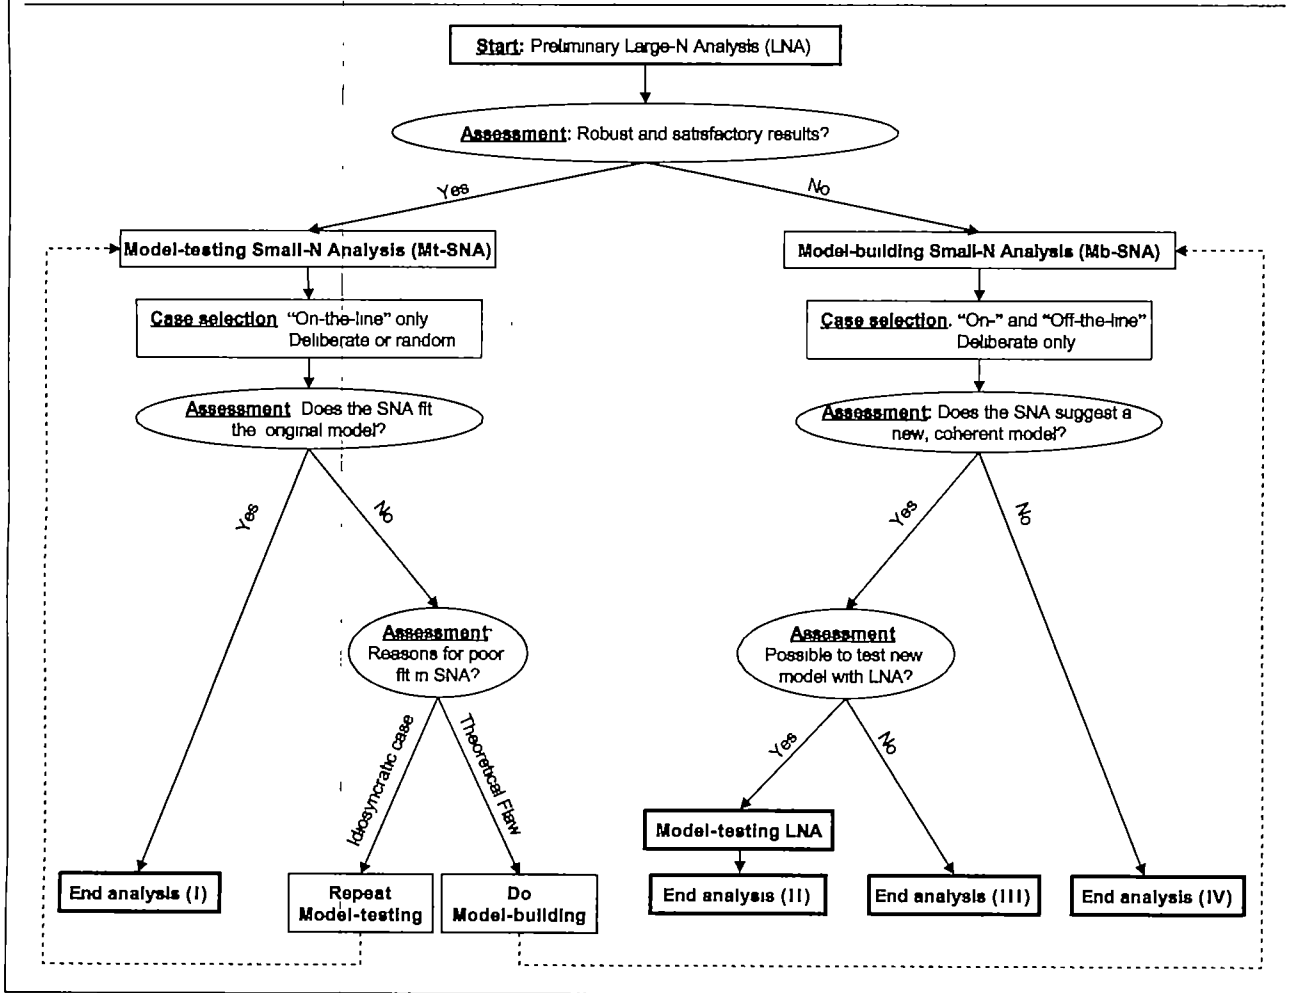 Start: Preliminary Large-N Analysis (LNA)
Assessment: Robust and satisfactory results?
Yes
No
Model-testing Small-N Analysis (Mt-SNA)
Model-building Small-N Analysis (Mb-SNA)
Case selection "On-the-line" only
Deliberate or random
Case selection. "On-" and "Off-the-line"
Deliberate only
Assessment Does the SNA fit
the original model?
Assessment: Does the SNA suggest a
new, coherent model?
Yes
No
Yes
No
Assessment:
Reasons for poor
fit in SNA?
Assessment
Possible to test new
model with LNA?
Idiosyncratic case
Theoretical Flaw
Yes
No
Model-testing LNA
End analysis (I)
Repeat
Model-testing
Do
Model-building
End analysis (II)
End analysis (III)
End analysis (IV)